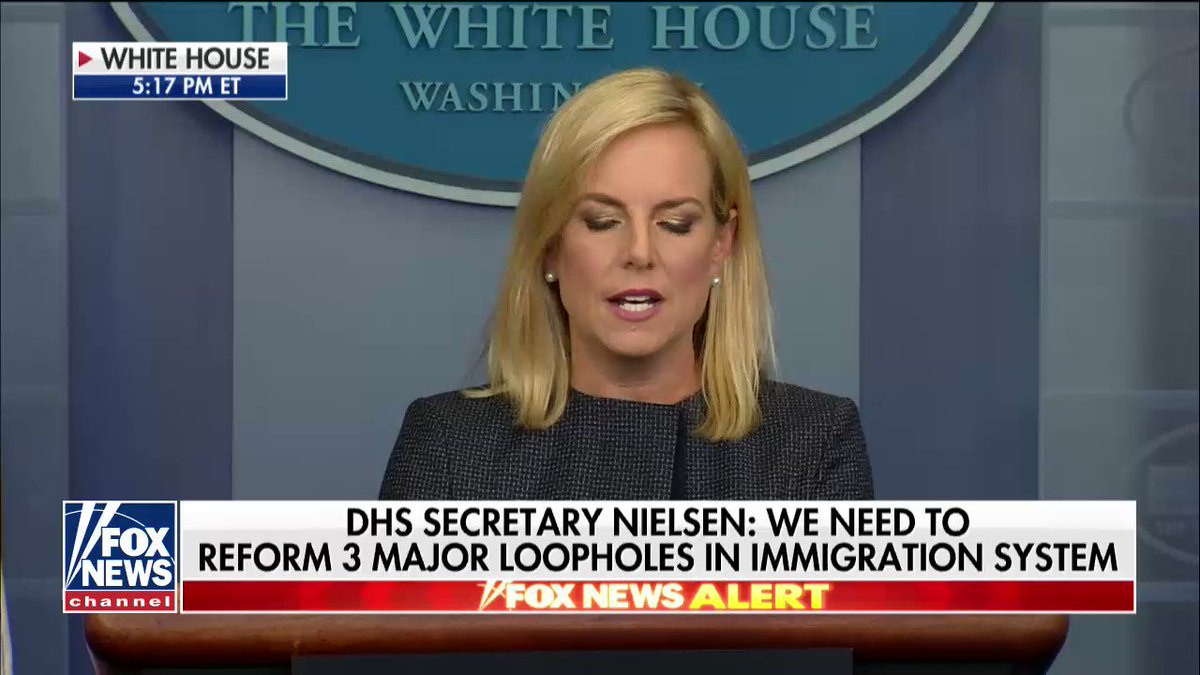 THE WHITE HOUSE
WASHIN
WHITE HOUSE
5:17 PM ET
DHS SECRETARY NIELSEN: WE NEED TO
REFORM 3 MAJOR LOOPHOLES IN IMMIGRATION SYSTEM
FOX
NEWS
channel
FOX NEWS ALERT